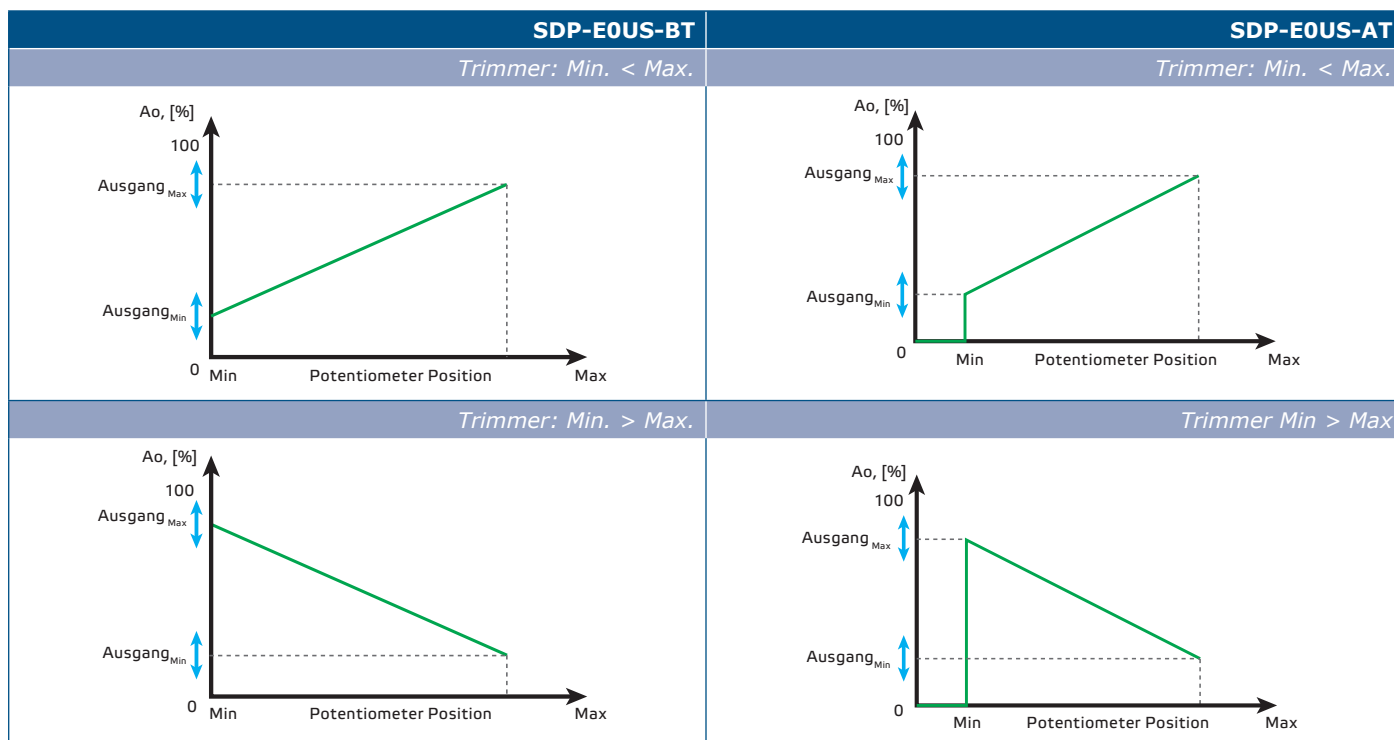 SDP-E0US-BT
SDP-E0US-AT
Trimmer: Min. < Max.
Trimmer: Min. < Max.
Ao, [%]
100
Ausgang Max
Ausgang Min
0
Min
Potentiometer Position
Max
Ao, [%]
100
Ausgang Max
Ausgang Min
0
Min
Potentiometer Position
Max
Trimmer: Min. > Max.
Trimmer Min > Max
Ao, [%]
100
Ausgang Max
Ausgang Min
0
Min
Potentiometer Position
Max
Ao, [%]
100
Ausgang Max
Ausgang Min
0
Min
Potentiometer Position
Max